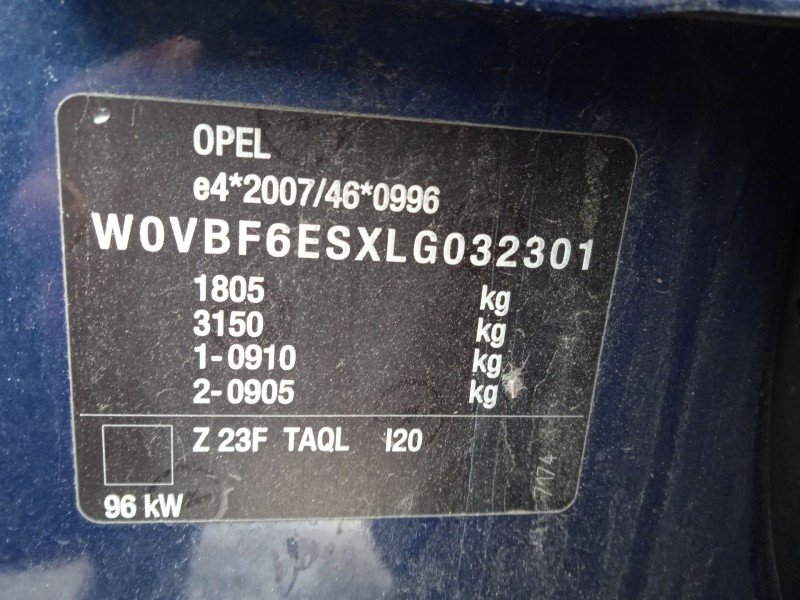 OPEL
e4*2007/46*0996
W0VBF6ESXLG032301
1805 kg
3150 kg
1-0910 kg
2-0905 kg
Z 23F TAQL I20
96 kW